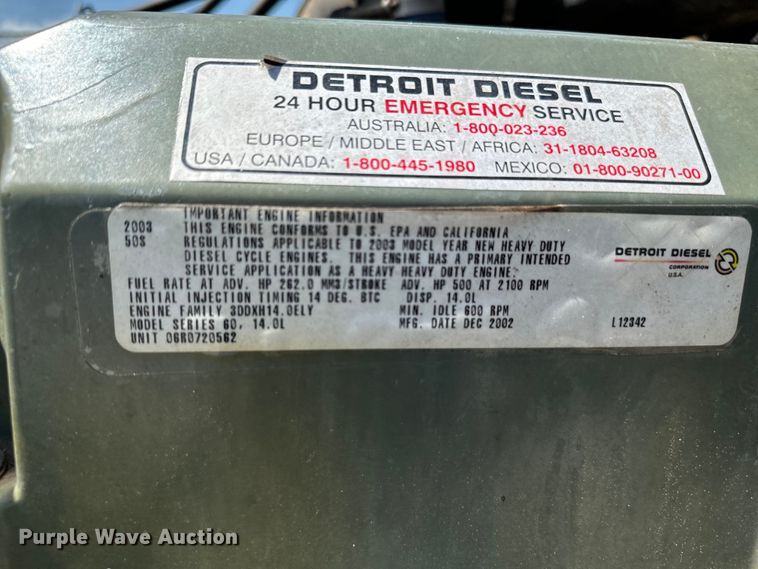 DETROIT DIESEL
24 HOUR EMERGENCY SERVICE
AUSTRALIA: 1-800-023-236
EUROPE / MIDDLE EAST / AFRICA: 31-1804-63208
USA / CANADA: 1-800-445-1980 MEXICO: 01-800-90271-00
IMPORTANT ENGINE INFORMATION
2003 THIS ENGINE CONFORMS TO U.S. EPA AND CALIFORNIA
50S REGULATIONS APPLICABLE TO 2003 MODEL YEAR NEW HEAVY DUTY
DIESEL CYCLE ENGINES. THIS ENGINE HAS A PRIMARY INTENDED
SERVICE APPLICATION AS A HEAVY HEAVY DUTY ENGINE.
FUEL RATE AT ADV. HP 262.0 MM3/STROKE ADV. HP 500 AT 2100 RPM
INITIAL INJECTION TIMING 14 DEG. BTC DISP. 14.0L
ENGINE FAMILY 3DDXH14.0ELY MIN. IDLE 600 RPM
MODEL SERIES 60, 14.0L MFG. DATE DEC 2002 L12342
UNIT 06R0720562
DETROIT DIESEL
CORPORATION
U.S.A.
Purple Wave Auction